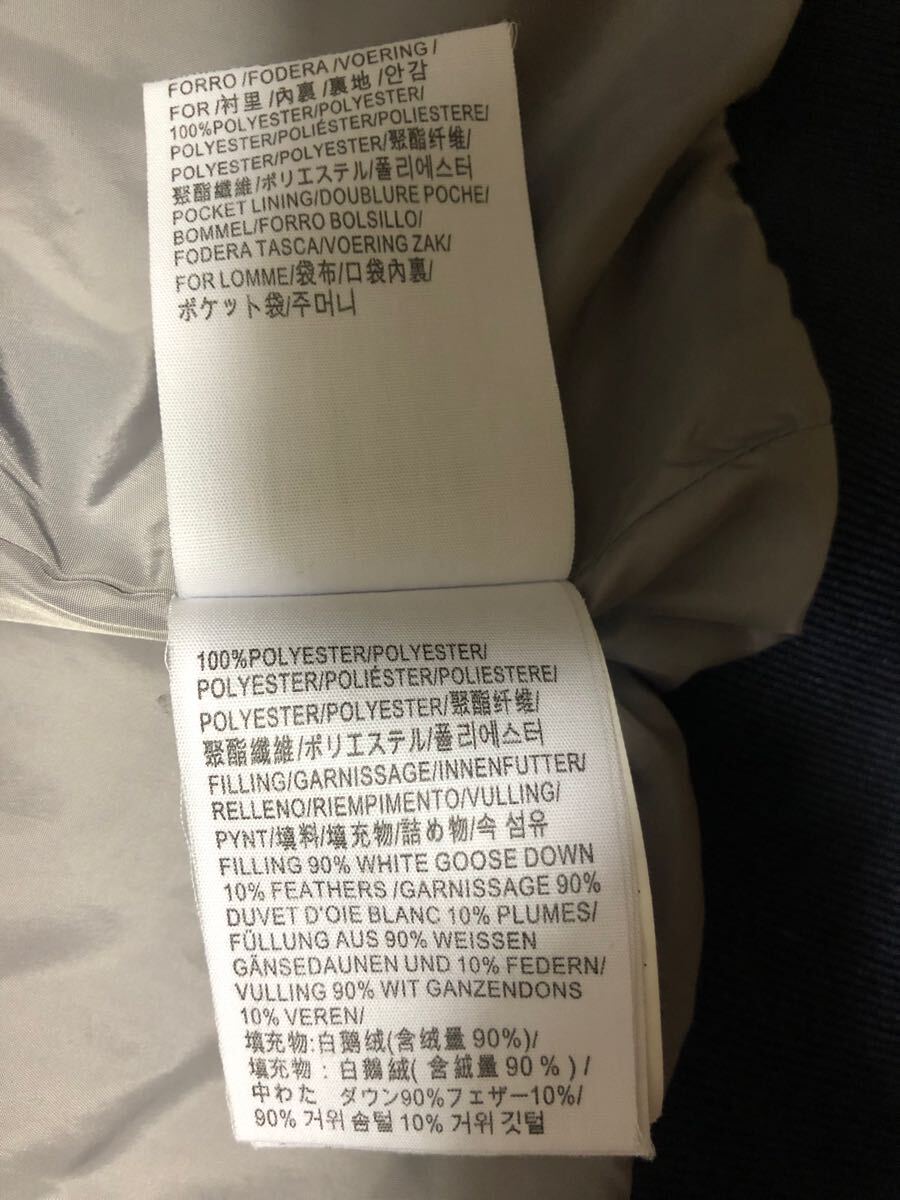 FORRO /FODERA /VOERING /
FOR /衬里 /內裏 /裏地 /안감
100%POLYESTER/POLYESTER/
POLYESTER/POLIÉSTER/POLIESTERE/
POLYESTER/POLYESTER/聚酯纤维/
聚酯纖維/ポリエステル/폴리에스터
POCKET LINING/DOUBLURE POCHE/
BOMMEL/FORRO BOLSILLO/
FODERA TASCA/VOERING ZAK/
FOR LOMME/袋布/口袋內裏/
ポケット袋/주머니
100%POLYESTER/POLYESTER/
POLYESTER/POLIÉSTER/POLIESTERE/
POLYESTER/POLYESTER/聚酯纤维/
聚酯纖維/ポリエステル/폴리에스터
FILLING/GARNISSAGE/INNENFUTTER/
RELLENO/RIEMPIMENTO/VULLING/
PYNT/填料/填充物/詰め物/속 섬유
FILLING 90% WHITE GOOSE DOWN
10% FEATHERS /GARNISSAGE 90%
DUVET D'OIE BLANC 10% PLUMES/
FÜLLUNG AUS 90% WEISSEN
GÄNSEDAUNEN UND 10% FEDERN/
VULLING 90% WIT GANZENDONS
10% VEREN/
填充物:白鹅绒(含绒量 90%)/
填充物 : 白鵝絨( 含絨量 90 % ) /
中わた ダウン90%フェザー10%/
90% 거위 솜털 10% 거위 깃털